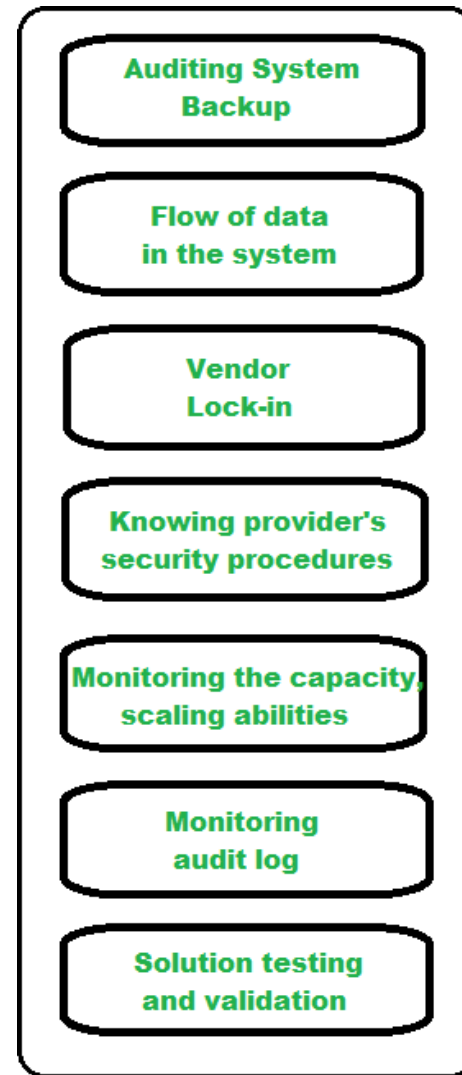 Auditing System
Backup
Flow of data
in the system
Vendor
Lock-in
Knowing provider's
security procedures
Monitoring the capacity,
scaling abilities
Monitoring
audit log
Solution testing
and validation